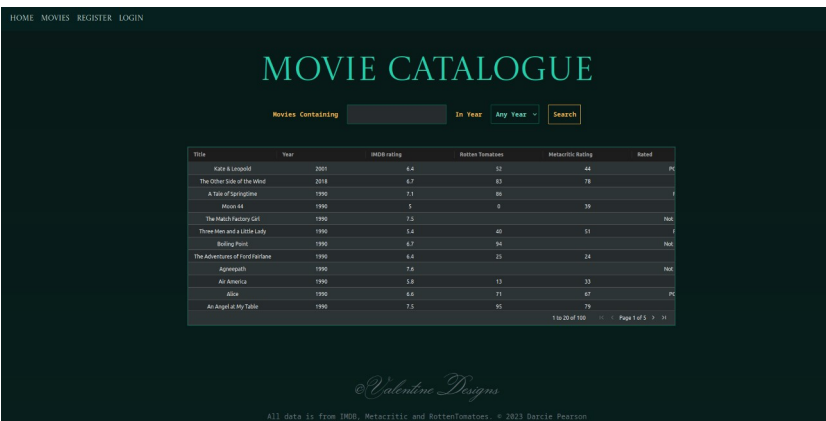 HOME MOVIES REGISTER LOGIN
MOVIE CATALOGUE
Movies Containing In Year Any Year Search
Title Year IMDB rating Rotten Tomatoes Metacritic Rating Rated
Kate & Leopold 2001 6.4 52 44 PG
The Other Side of the Wind 2018 6.7 83 78
A Tale of Springtime 1990 7.1 86
Moon 44 1990 5 0 39
The Match Factory Girl 1990 7.5 Not
Three Men and a Little Lady 1990 5.4 40 51
Boiling Point 1990 6.7 94 Not
The Adventures of Ford Fairlane 1990 6.4 25 24
Agneepath 1990 7.6 Not
Air America 1990 5.8 13 33
Alice 1990 6.6 71 67 PG
An Angel at My Table 1990 7.5 95 79
1 to 20 of 100 Page 1 of 5
©Valentine Designs
All data is from IMDB, Metacritic and RottenTomatoes. © 2023 Darcie Pearson